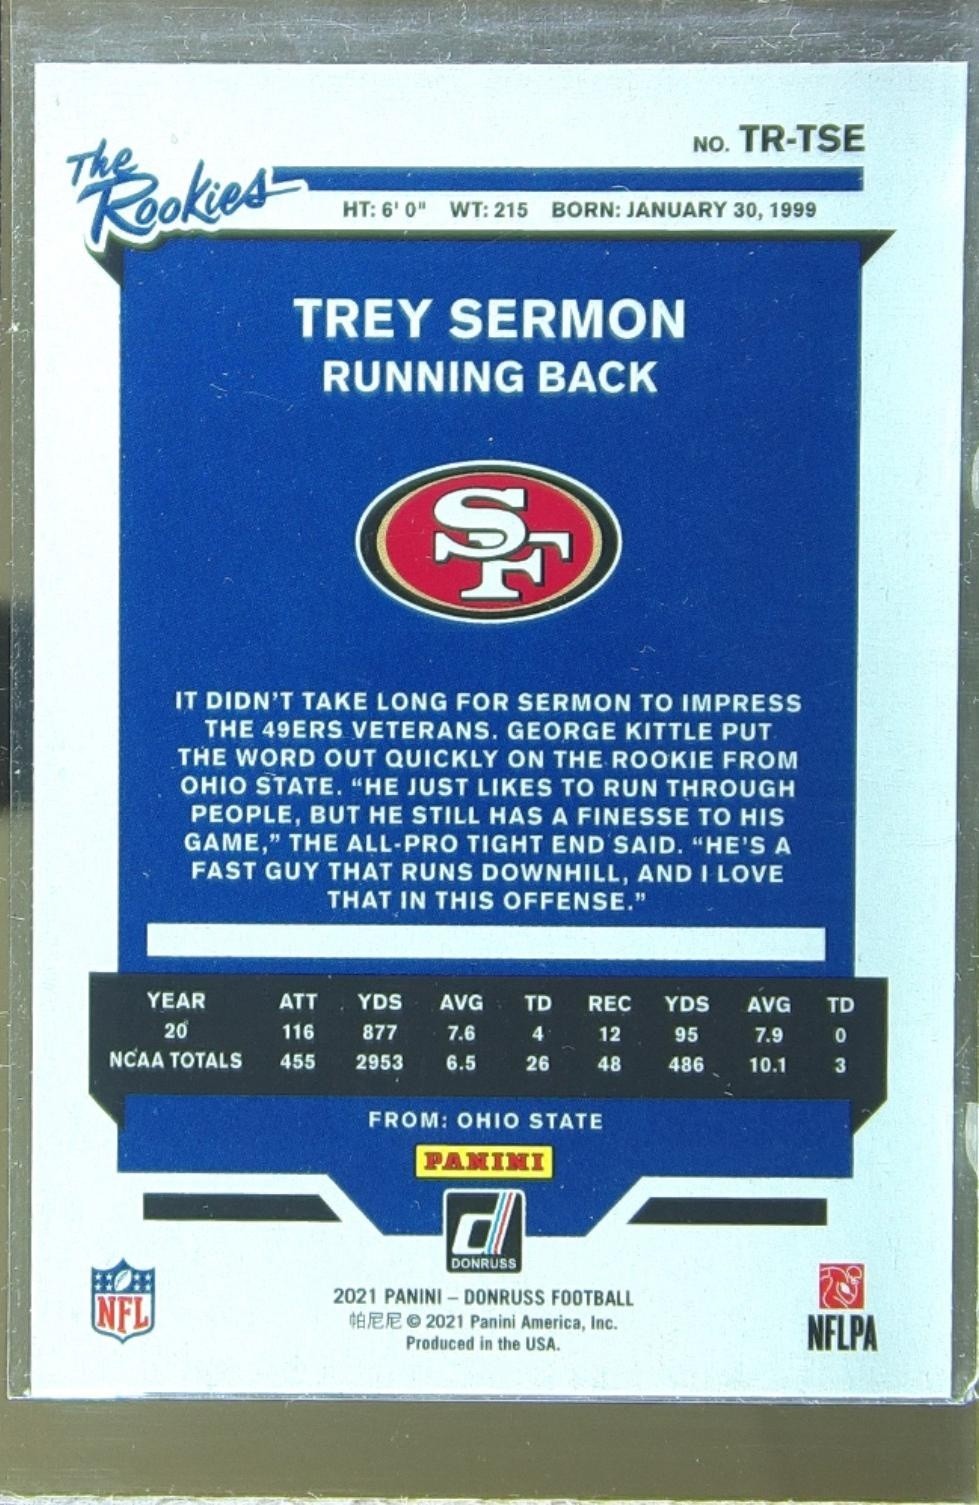 NO. TR-TSE
The
Rookies
HT: 6' 0" WT: 215 BORN: JANUARY 30, 1999
TREY SERMON
RUNNING BACK
SF
IT DIDN'T TAKE LONG FOR SERMON TO IMPRESS
THE 49ERS VETERANS. GEORGE KITTLE PUT
THE WORD OUT QUICKLY ON THE ROOKIE FROM
OHIO STATE. “HE JUST LIKES TO RUN THROUGH
PEOPLE, BUT HE STILL HAS A FINESSE TO HIS
GAME,” THE ALL-PRO TIGHT END SAID. “HE'S A
FAST GUY THAT RUNS DOWNHILL, AND I LOVE
THAT IN THIS OFFENSE.”
YEAR ATT YDS AVG TD REC YDS AVG TD
20 116 877 7.6 4 12 95 7.9 0
NCAA TOTALS 455 2953 6.5 26 48 486 10.1 3
FROM: OHIO STATE
PANINI
d
DONRUSS
NFL
2021 PANINI – DONRUSS FOOTBALL
帕尼尼 © 2021 Panini America, Inc.
Produced in the USA.
NFLPA